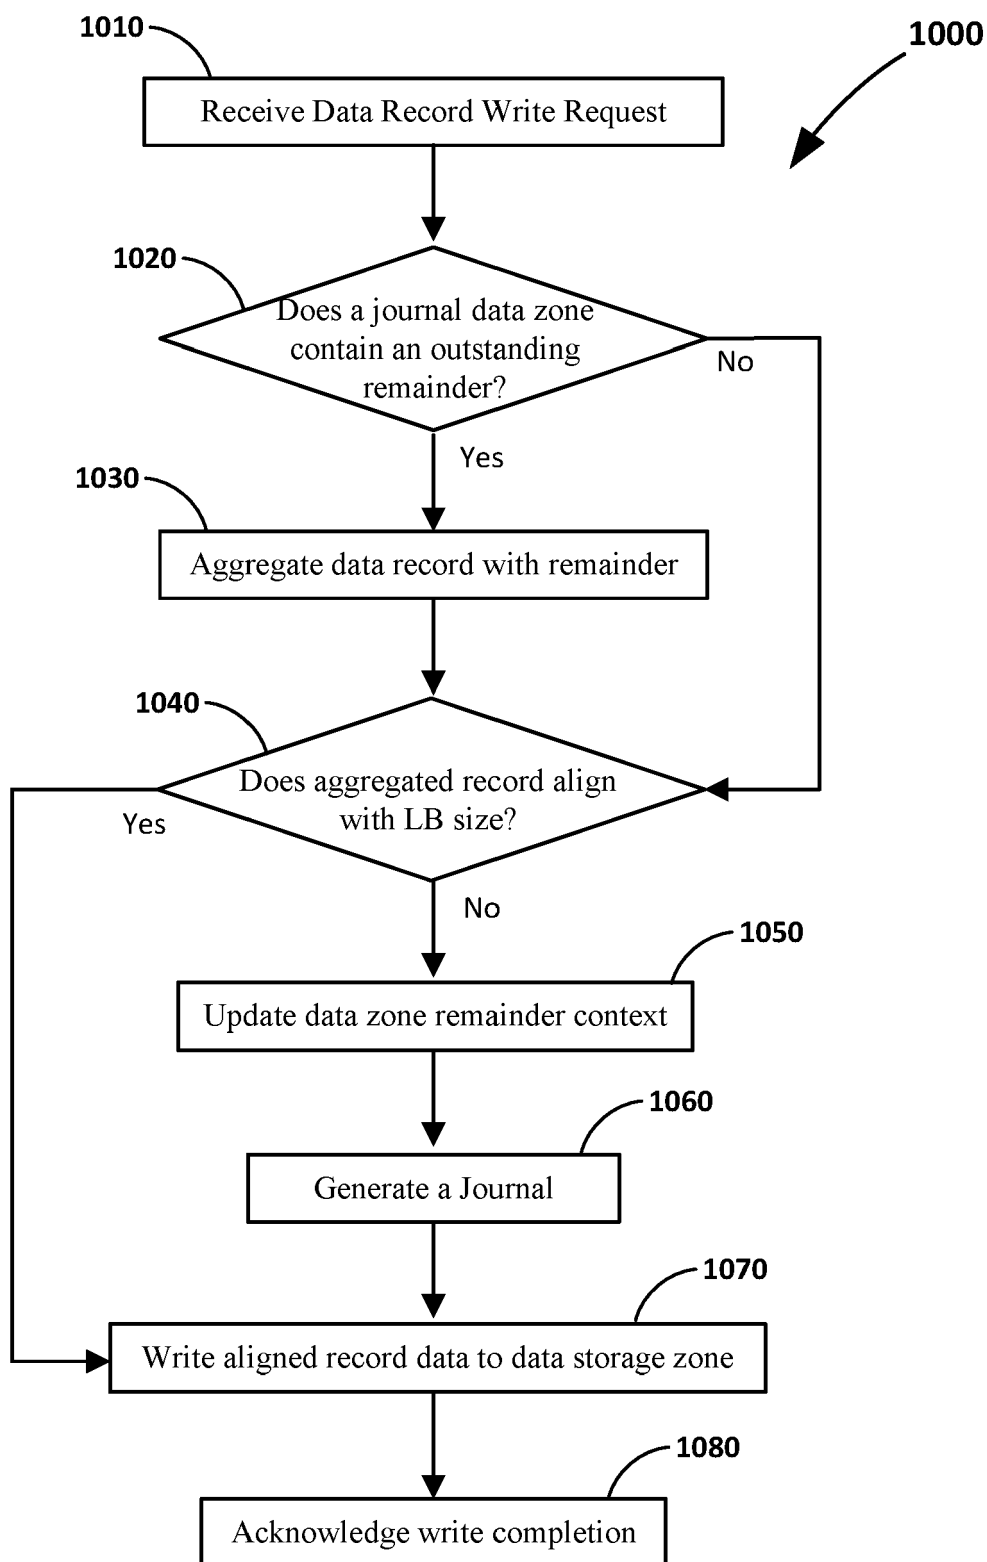 1010
1000
Receive Data Record Write Request
1020
Does a journal data zone
contain an outstanding
remainder?
No
Yes
1030
Aggregate data record with remainder
1040
Does aggregated record align
with LB size?
Yes
No
1050
Update data zone remainder context
1060
Generate a Journal
1070
Write aligned record data to data storage zone
1080
Acknowledge write completion